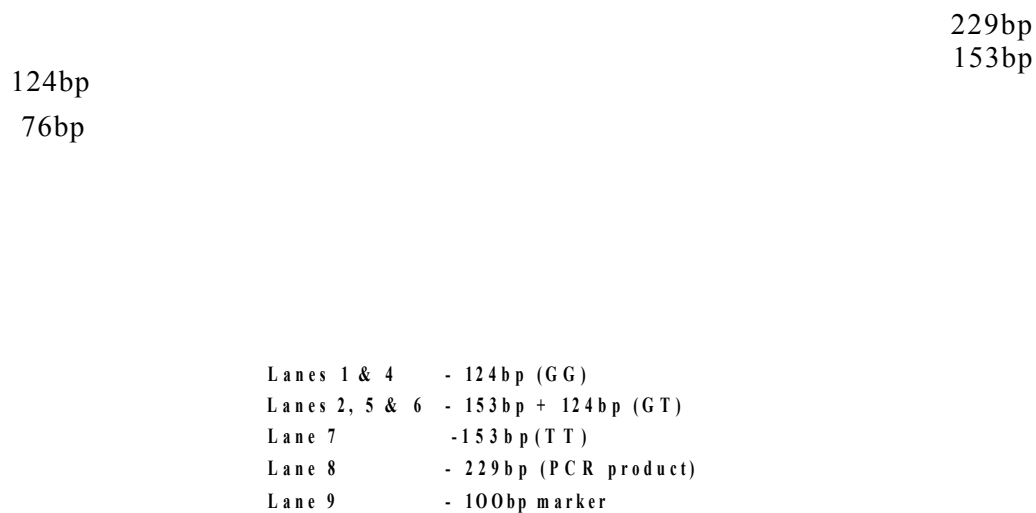 229bp
153bp
124bp
76bp
Lanes 1 & 4 - 124bp (GG)
Lanes 2, 5 & 6 - 153bp + 124bp (GT)
Lane 7 -153bp(TT)
Lane 8 - 229bp (PCR product)
Lane 9 - 100bp marker